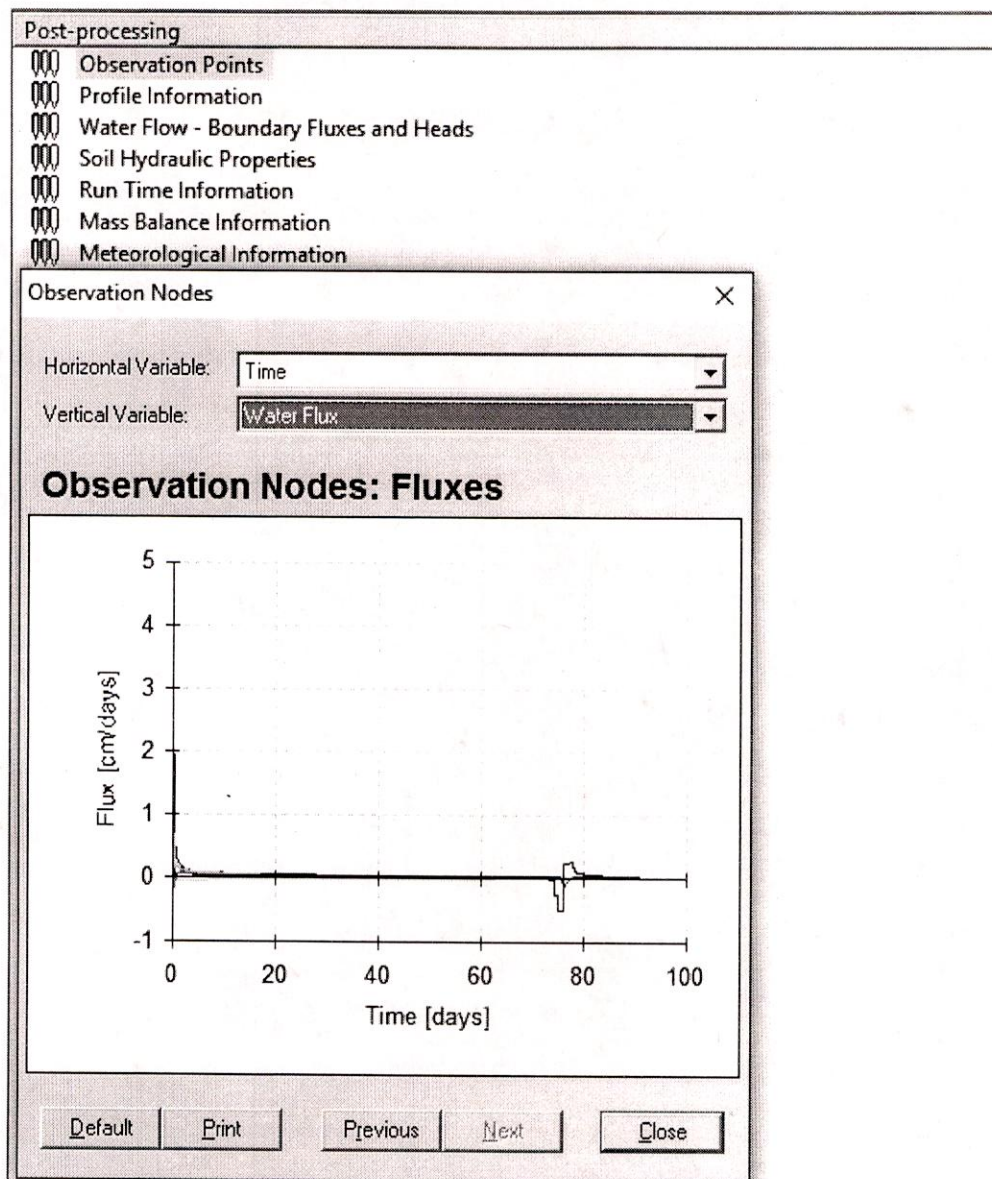 Post-processing
Observation Points
Profile Information
Water Flow - Boundary Fluxes and Heads
Soil Hydraulic Properties
Run Time Information
Mass Balance Information
Meteorological Information
Observation Nodes
Horizontal Variable: Time
Vertical Variable: Water Flux
Observation Nodes: Fluxes
5
4
3
2
1
0
-1
Flux [cm/days]
0 20 40 60 80 100
Time [days]
Default Print Previous Next Close